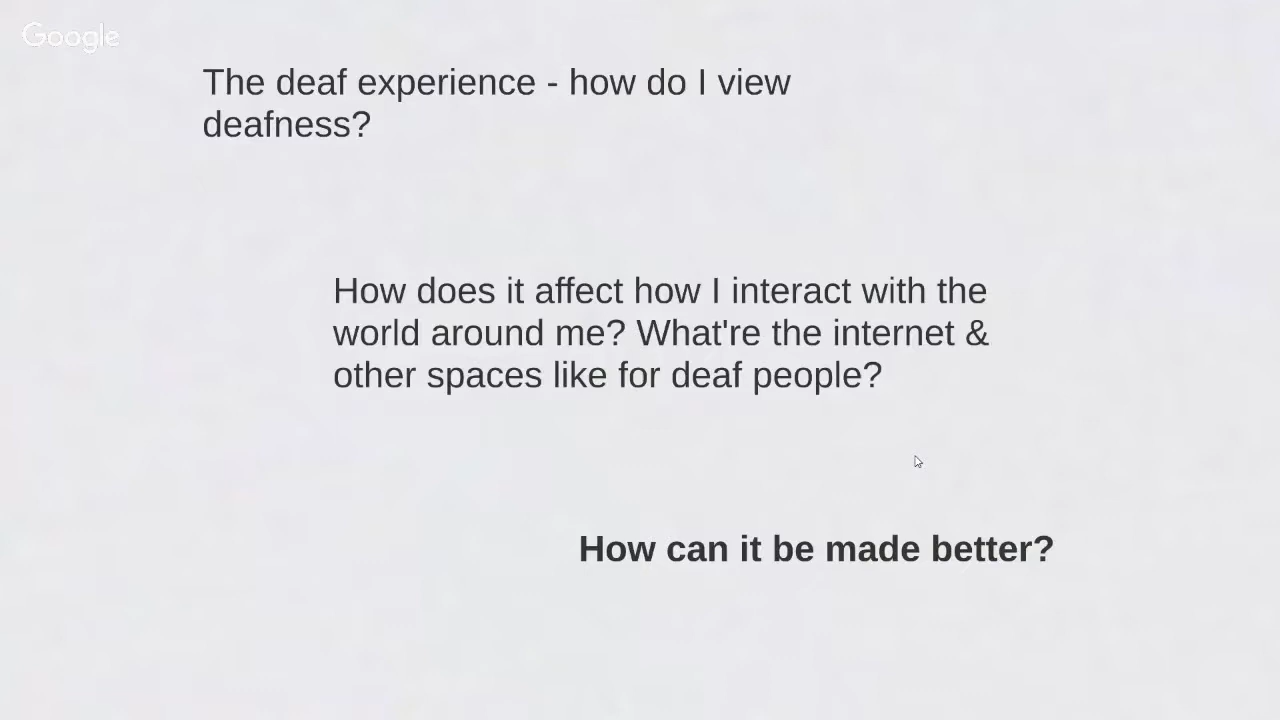 Google
The deaf experience - how do I view
deafness?
How does it affect how I interact with the
world around me? What're the internet &
other spaces like for deaf people?
How can it be made better?